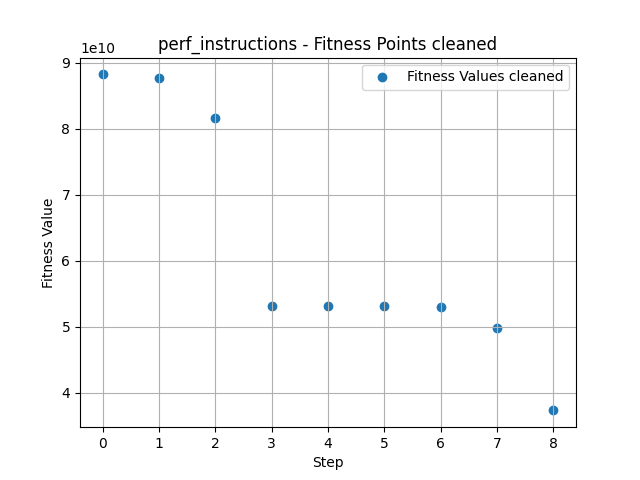 perf_instructions - Fitness Points cleaned
1e10
Fitness Values cleaned
9
8
7
6
5
4
Fitness Value
0 1 2 3 4 5 6 7 8
Step